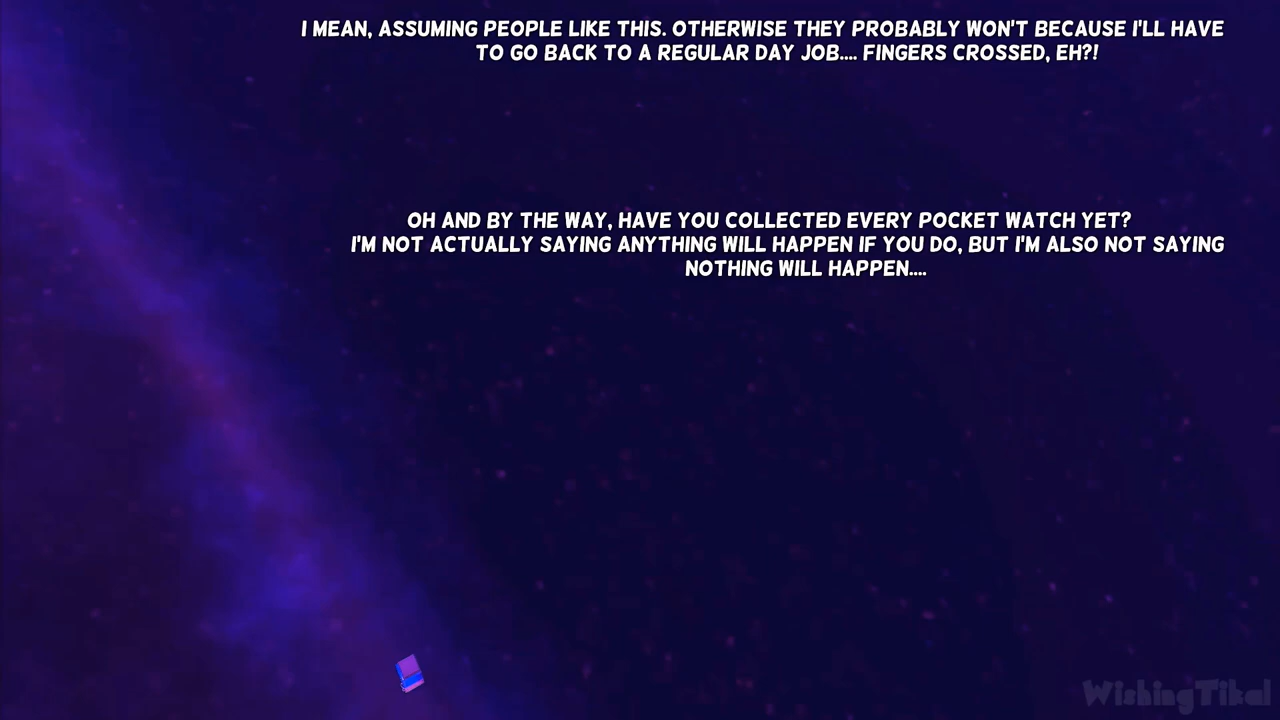 I MEAN, ASSUMING PEOPLE LIKE THIS. OTHERWISE THEY PROBABLY WON'T BECAUSE I'LL HAVE
TO GO BACK TO A REGULAR DAY JOB.... FINGERS CROSSED, EH?!
OH AND BY THE WAY, HAVE YOU COLLECTED EVERY POCKET WATCH YET?
I'M NOT ACTUALLY SAYING ANYTHING WILL HAPPEN IF YOU DO, BUT I'M ALSO NOT SAYING
NOTHING WILL HAPPEN....
WishingTikal